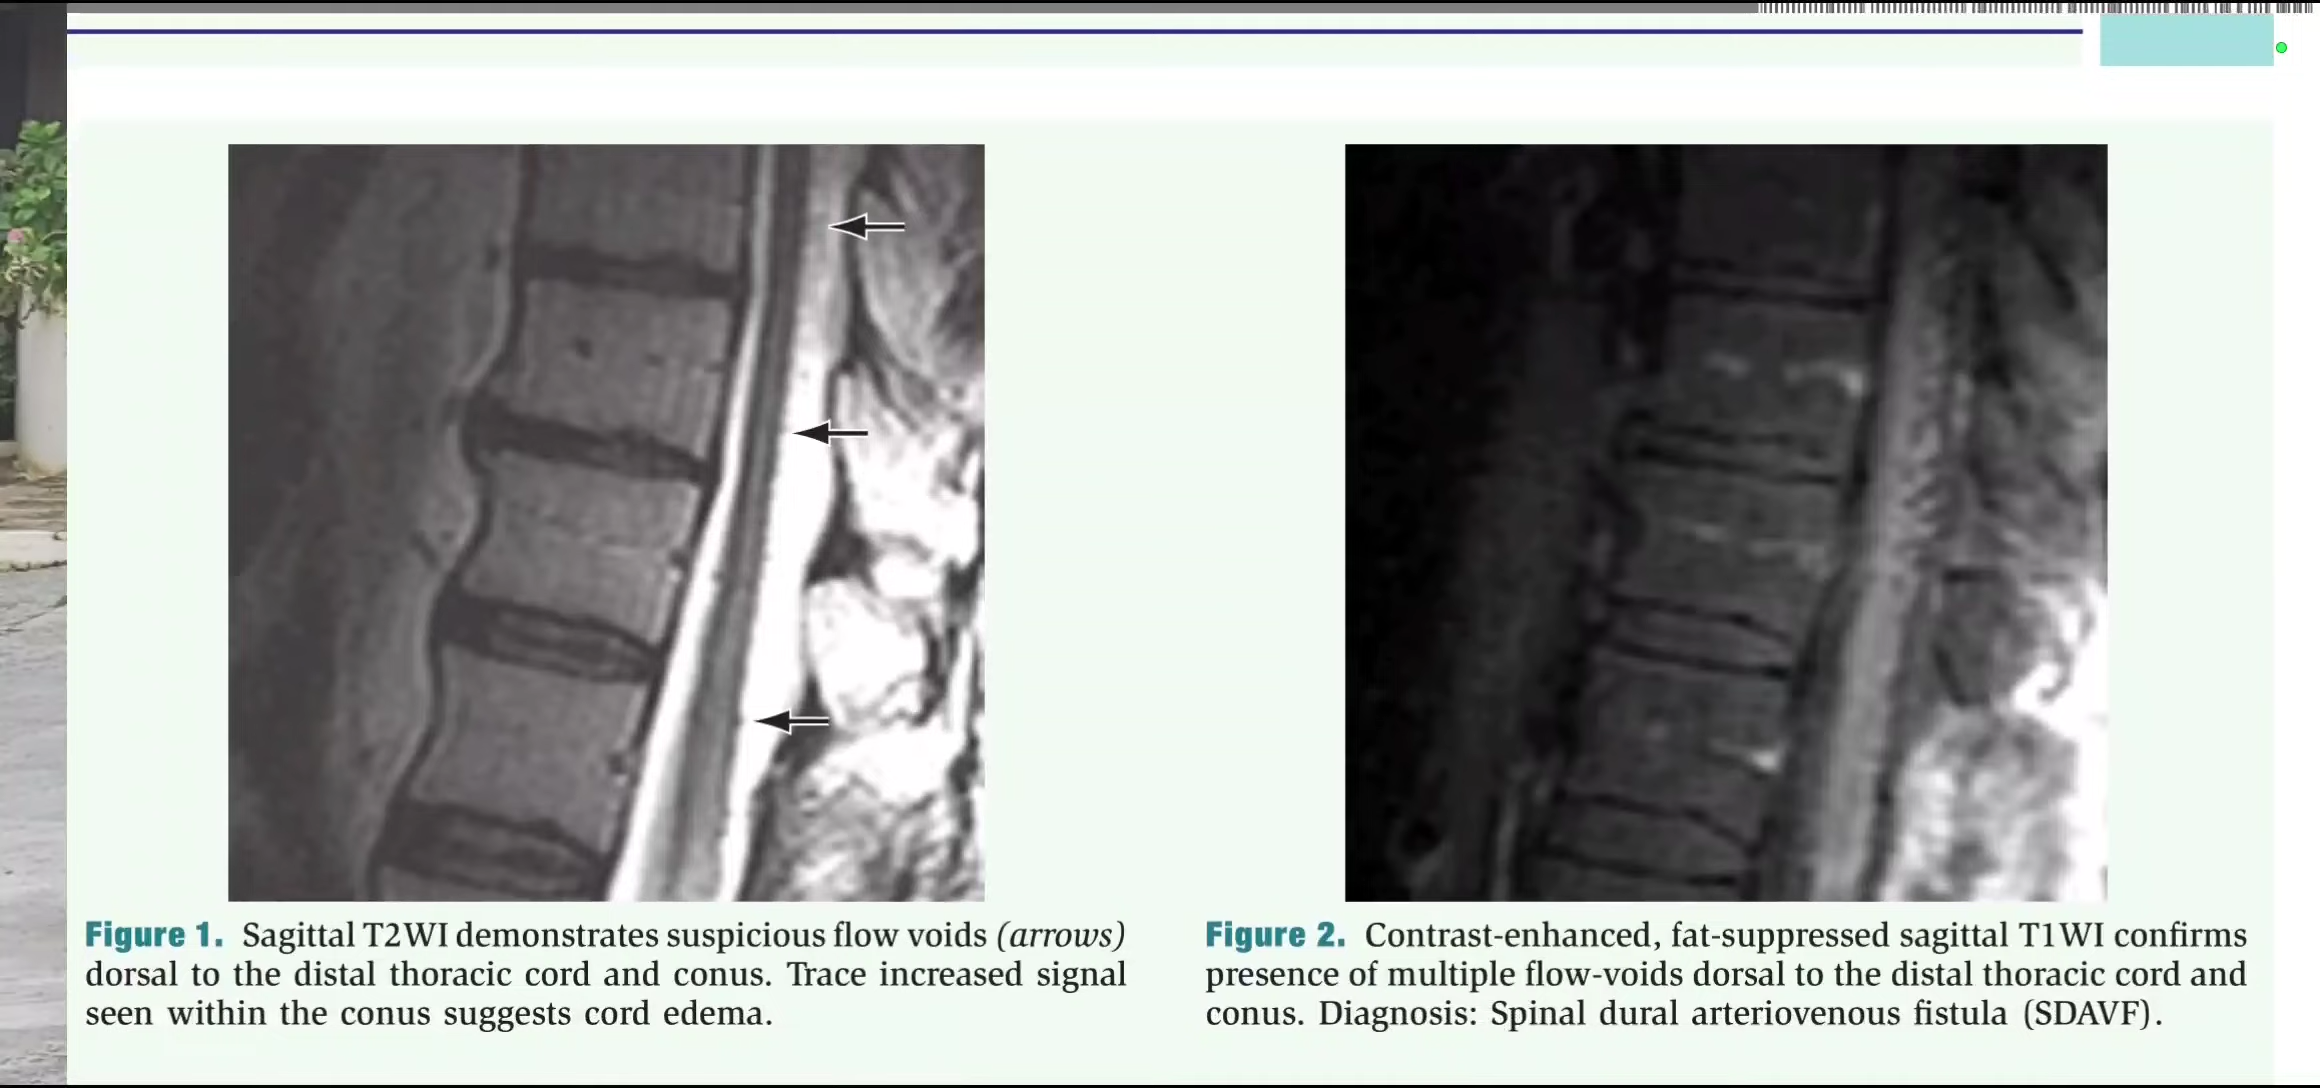 Figure 1. Sagittal T2WI demonstrates suspicious flow voids (arrows)
dorsal to the distal thoracic cord and conus. Trace increased signal
seen within the conus suggests cord edema.
Figure 2. Contrast-enhanced, fat-suppressed sagittal T1WI confirms
presence of multiple flow-voids dorsal to the distal thoracic cord and
conus. Diagnosis: Spinal dural arteriovenous fistula (SDAVF).